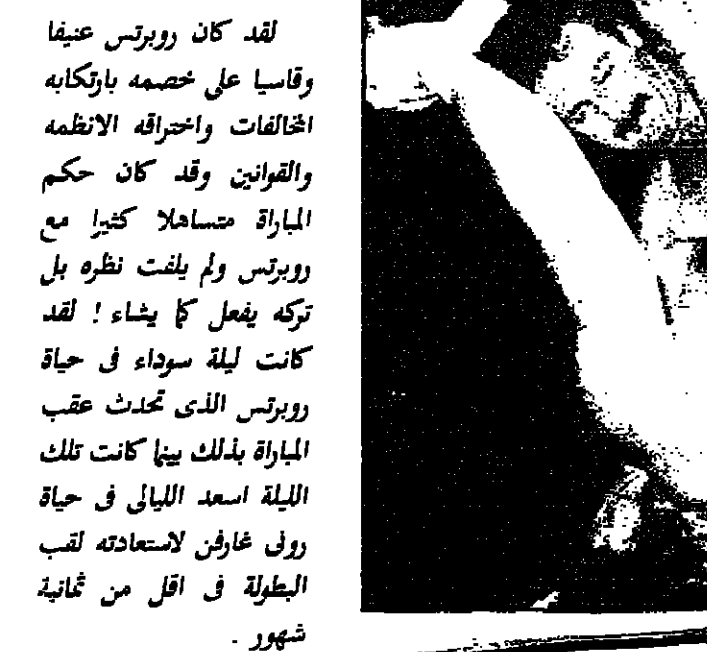 لقد كان روبرتس عنيفا
وقاسيا على خصمه بارتكابه
المخالفات واختراقه الانظمه
والقوانين وقد كان حكم
المباراة متساهلا كثيرا مع
روبرتس ولم يلفت نظره بل
تركه يفعل كما يشاء ! لقد
كانت ليلة سوداء فى حياة
روبرتس الذى تحدث عقب
المباراة بذلك بينما كانت تلك
الليلة اسعد الليالى فى حياة
رونى غارفن لاستعادته لقب
البطولة فى اقل من ثمانية
شهور .